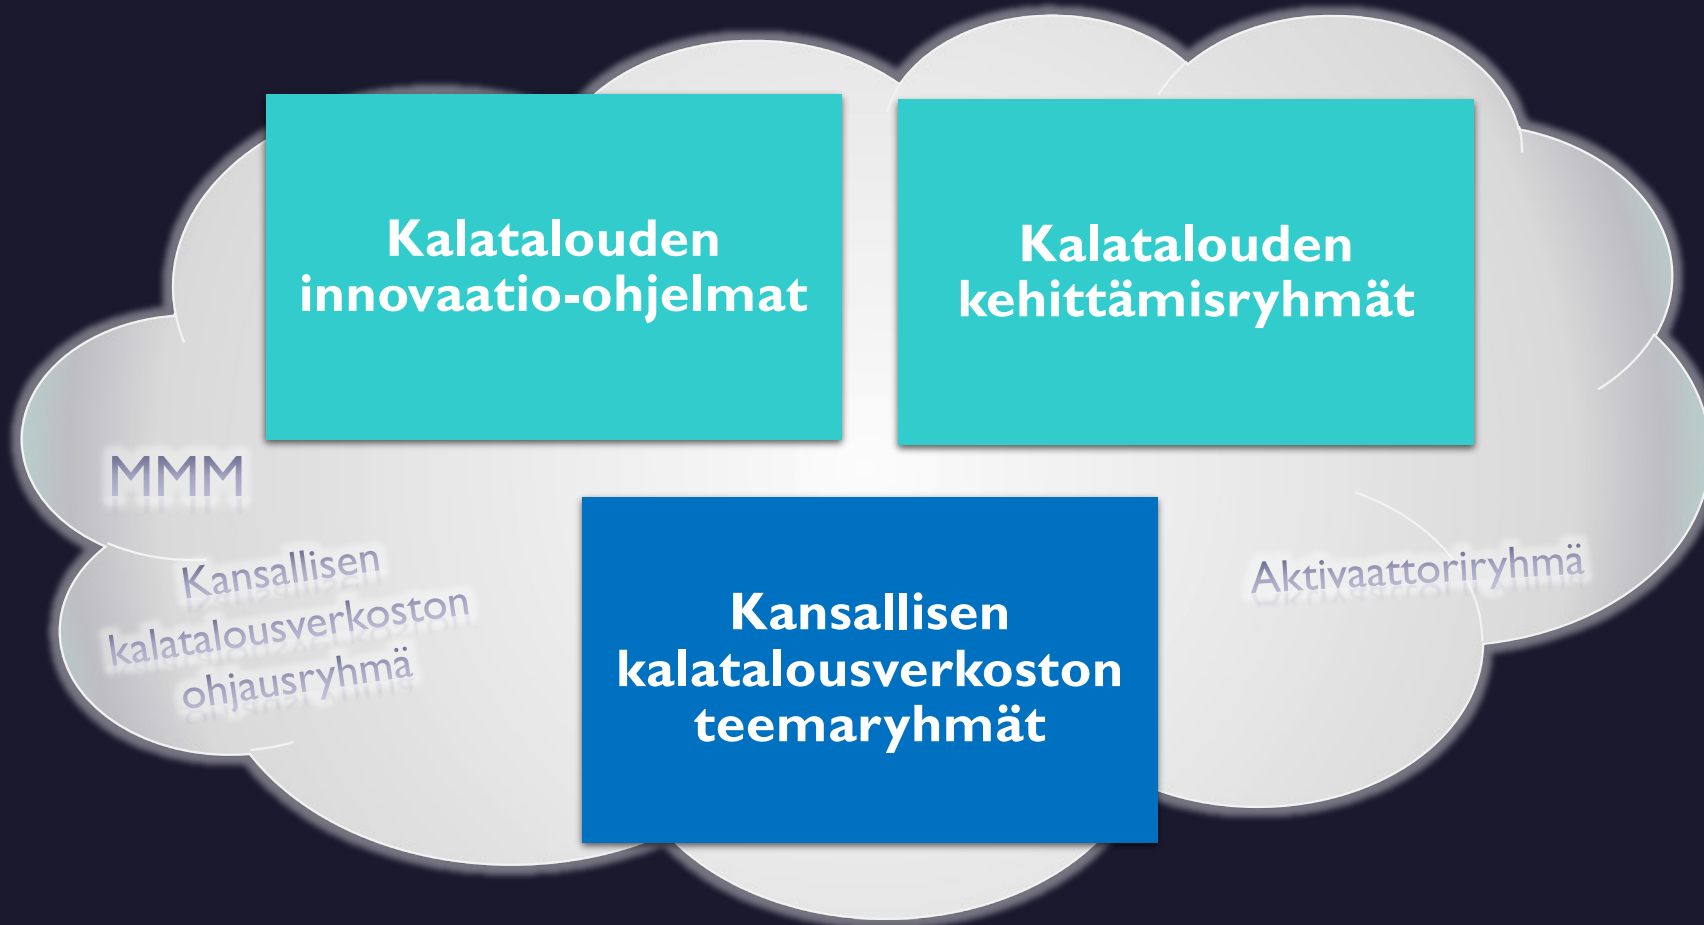 Kalatalouden
innovaatio-ohjelmat
Kalatalouden
kehittämisryhmät
MMM
Kansallisen
kalatalousverkoston
ohjausryhmä
Kansallisen
kalatalousverkoston
teemaryhmät
Aktivaattoriryhmä